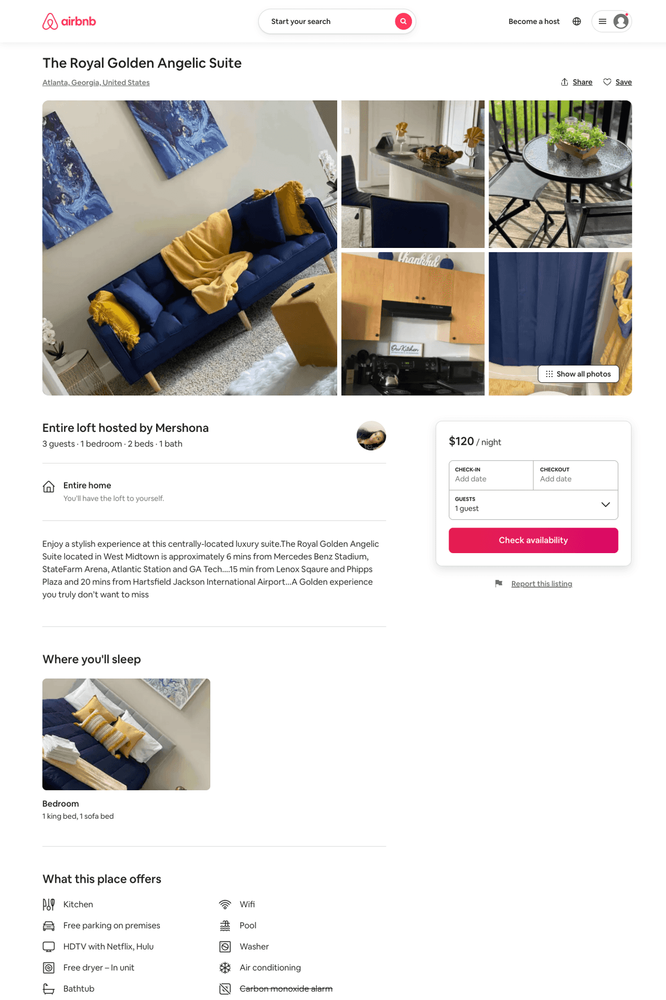 airbnb
Start your search
Become a host
The Royal Golden Angelic Suite
Atlanta, Georgia, United States
Share
Save
thankful
Our Kitchen
Show all photos
Entire loft hosted by Mershona
3 guests · 1 bedroom · 2 beds · 1 bath
Entire home
You'll have the loft to yourself.
Enjoy a stylish experience at this centrally-located luxury suite.The Royal Golden Angelic
Suite located in West Midtown is approximately 6 mins from Mercedes Benz Stadium,
StateFarm Arena, Atlantic Station and GA Tech....15 min from Lenox Sqaure and Phipps
Plaza and 20 mins from Hartsfield Jackson International Airport...A Golden experience
you truly don’t want to miss
$120 / night
CHECK-IN
Add date
CHECKOUT
Add date
GUESTS
1 guest
Check availability
Report this listing
Where you'll sleep
Bedroom
1 king bed, 1 sofa bed
What this place offers
Kitchen
Wifi
Free parking on premises
Pool
HDTV with Netflix, Hulu
Washer
Free dryer – In unit
Air conditioning
Bathtub
Carbon monoxide alarm